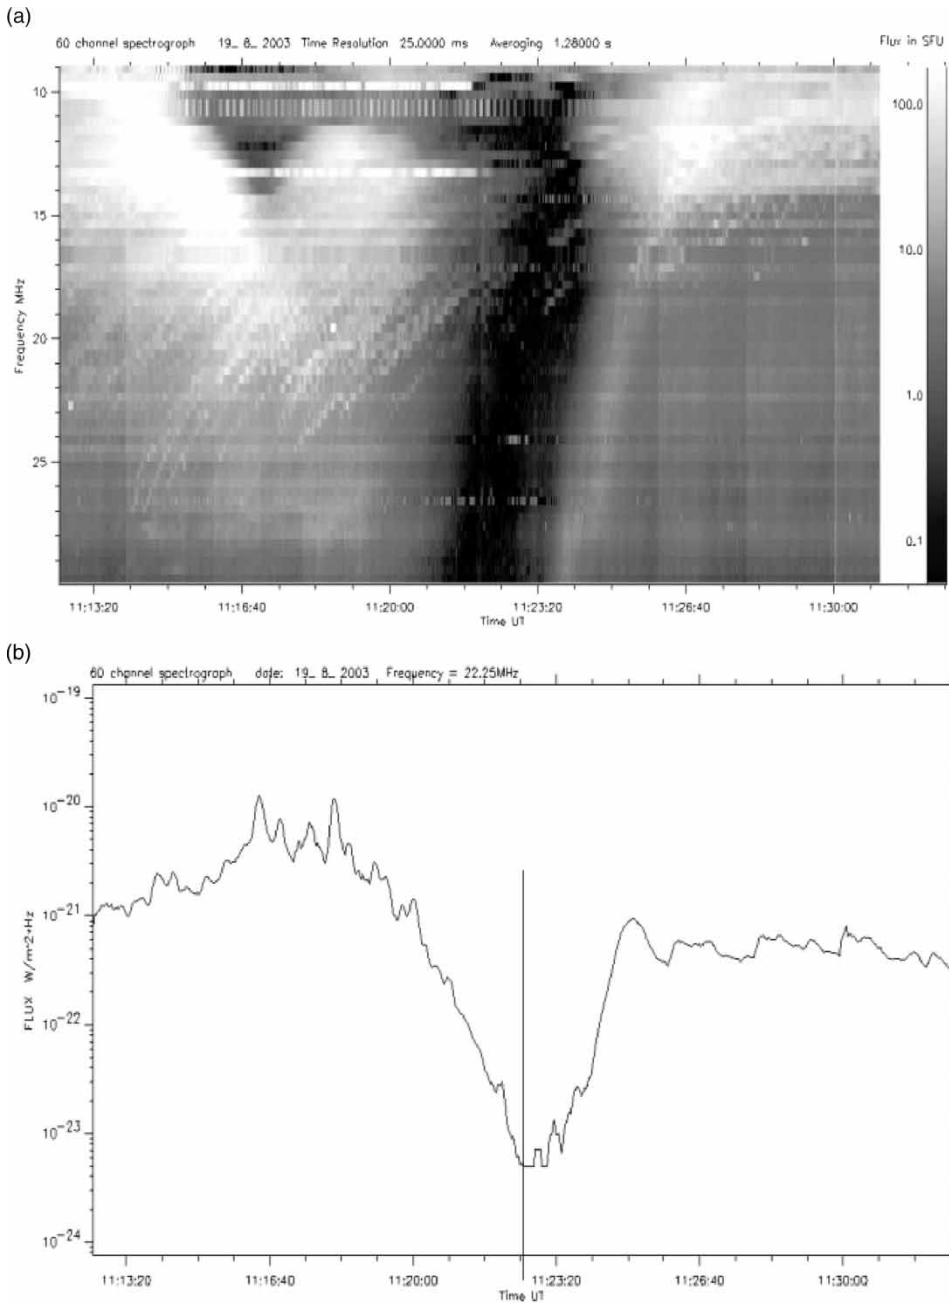 (a)
60 channel spectrograph 19_ 8_ 2003 Time Resolution 25.0000 ms Averaging 1.28000 s Flux in SFU
10
15
20
25
Frequency MHz
100.0
10.0
1.0
0.1
11:13:20 11:16:40 11:20:00 11:23:20 11:26:40 11:30:00
Time UT
(b)
60 channel spectrograph date: 19_ 8_ 2003 Frequency = 22.25MHz
10⁻¹⁹
10⁻²⁰
10⁻²¹
10⁻²²
10⁻²³
10⁻²⁴
FLUX W/m^2*Hz
11:13:20 11:16:40 11:20:00 11:23:20 11:26:40 11:30:00
Time UT